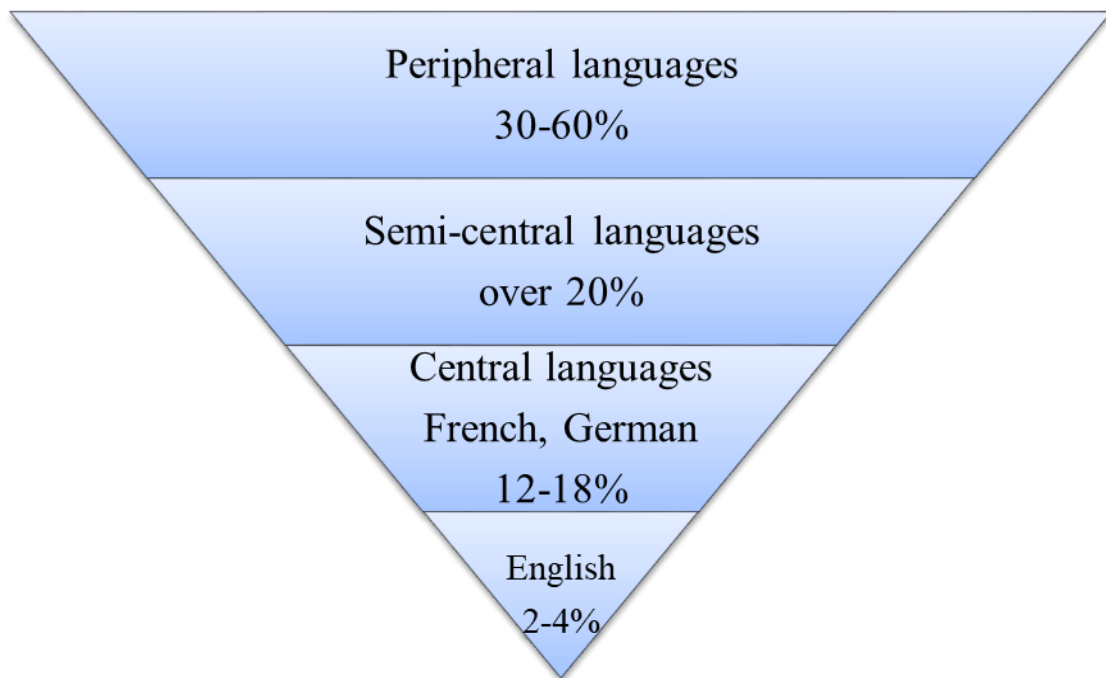 Peripheral languages
30-60%
Semi-central languages
over 20%
Central languages
French, German
12-18%
English
2-4%